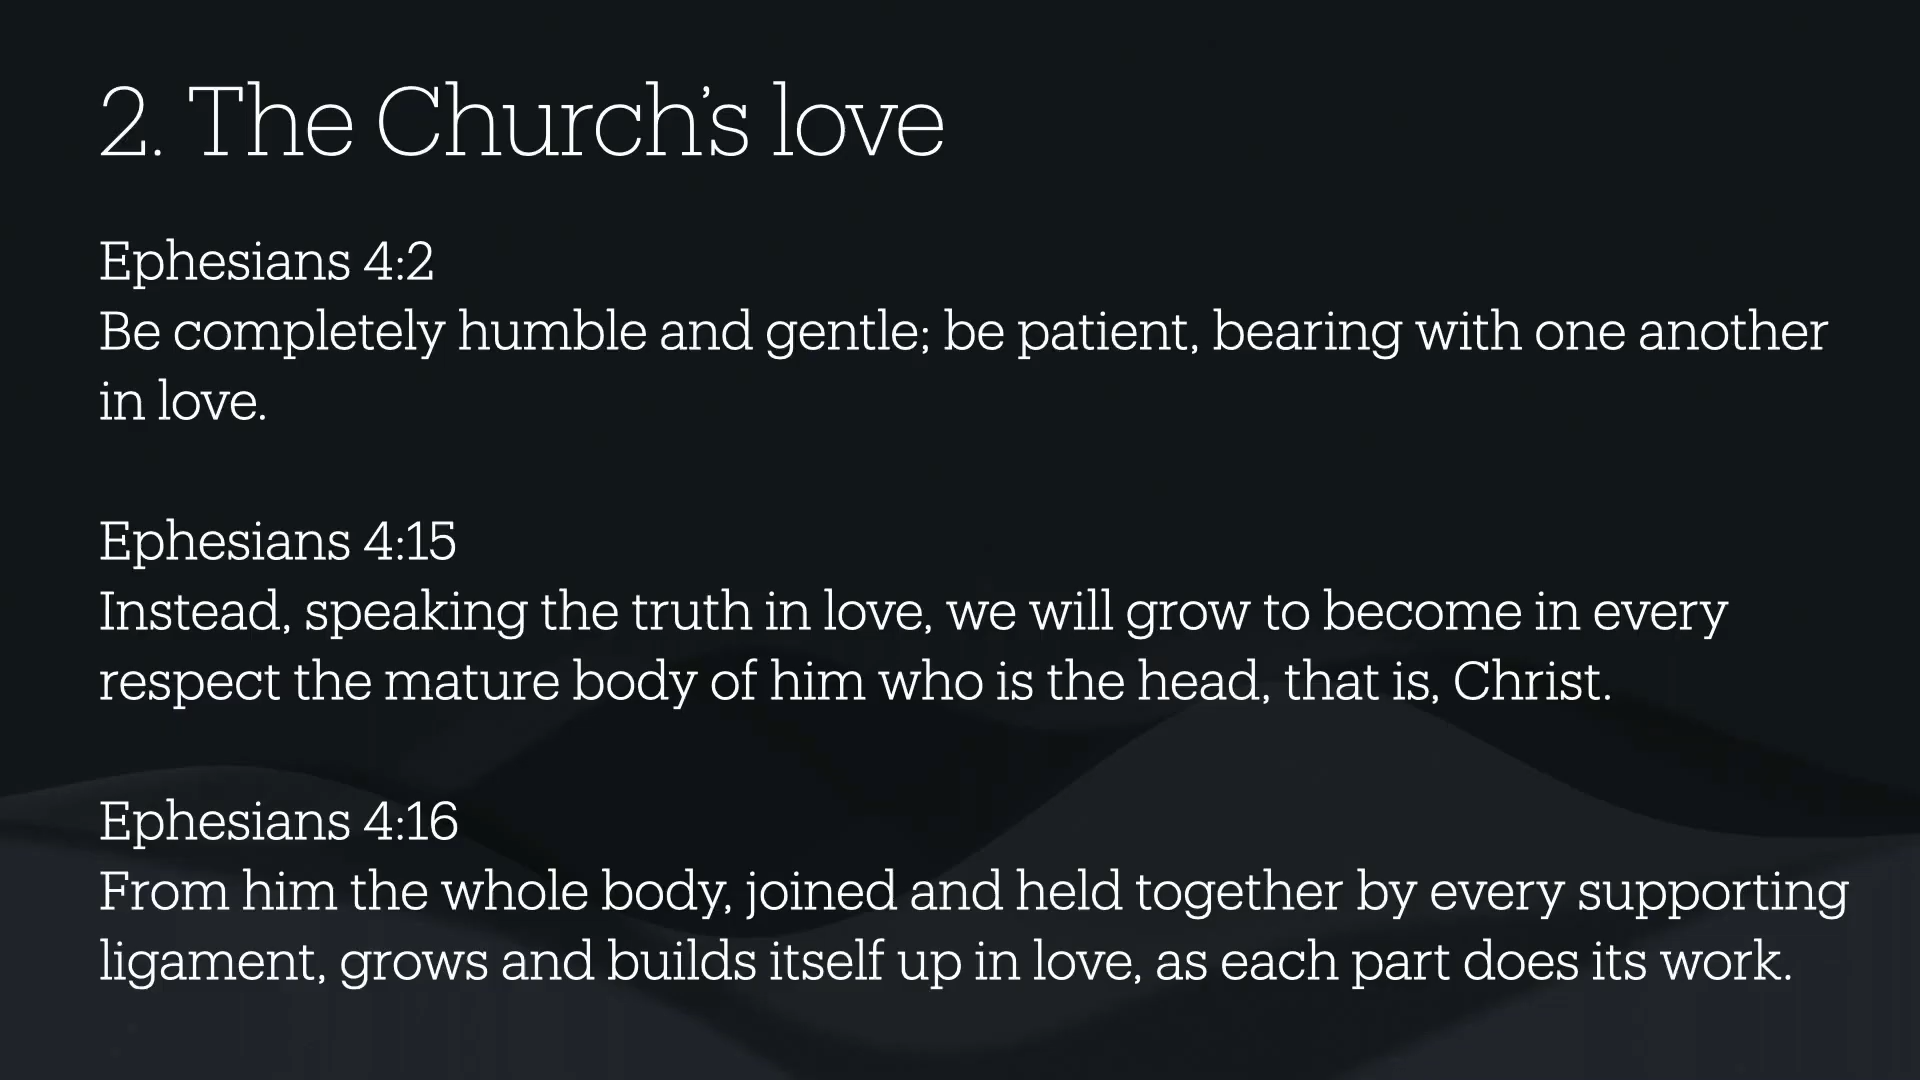 2. The Church’s love
Ephesians 4:2
Be completely humble and gentle; be patient, bearing with one another
in love.
Ephesians 4:15
Instead, speaking the truth in love, we will grow to become in every
respect the mature body of him who is the head, that is, Christ.
Ephesians 4:16
From him the whole body, joined and held together by every supporting
ligament, grows and builds itself up in love, as each part does its work.